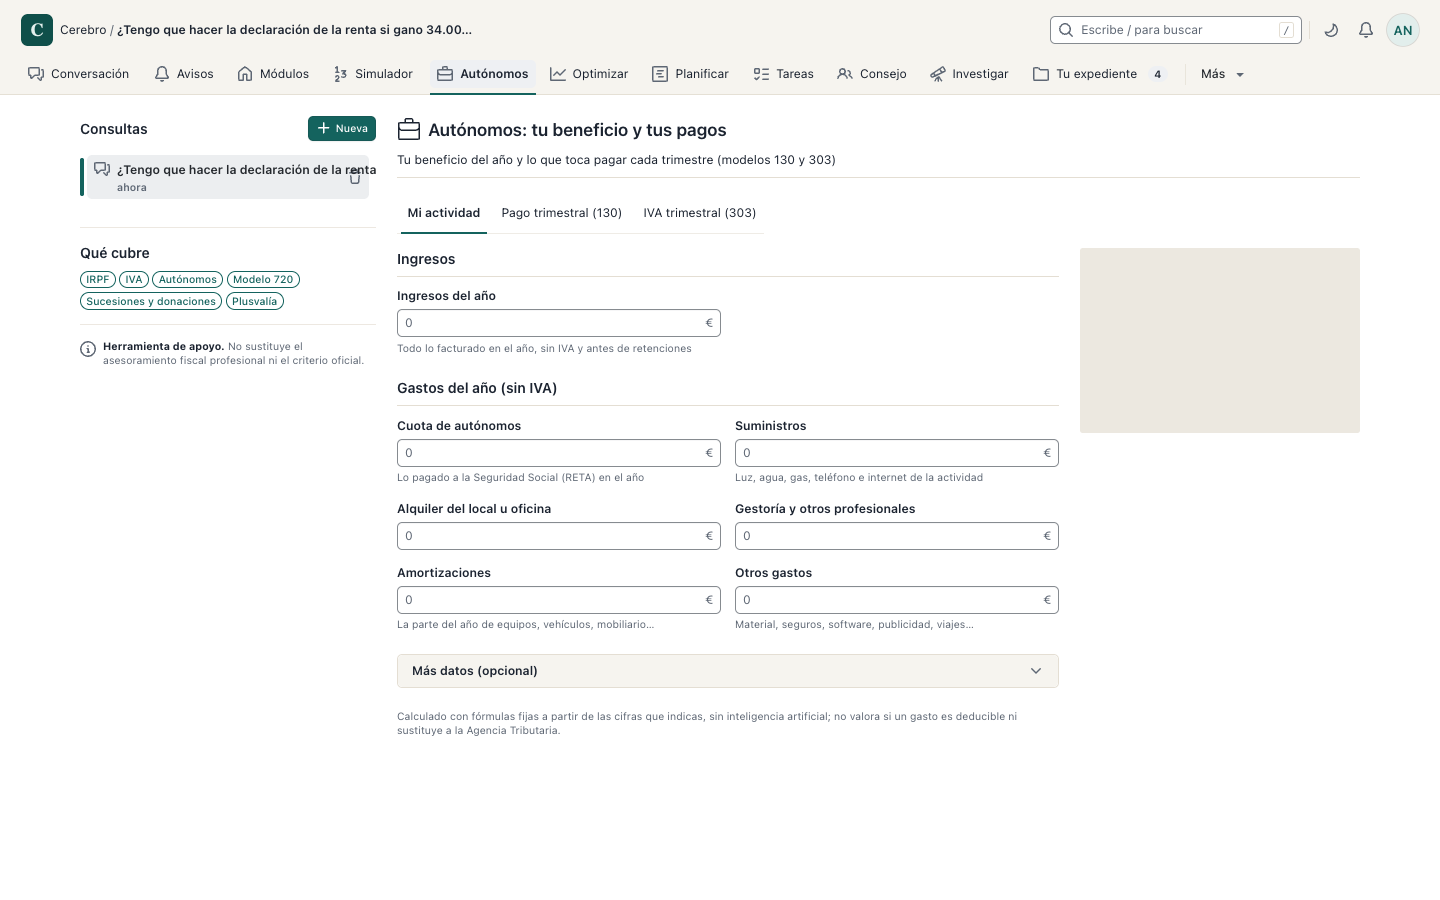 C Cerebro / ¿Tengo que hacer la declaración de la renta si gano 34.00...
Escribe / para buscar /
AN
Conversación Avisos Módulos Simulador Autónomos Optimizar Planificar Tareas Consejo Investigar Tu expediente 4 Más
Consultas
Nueva
¿Tengo que hacer la declaración de la renta
ahora
Qué cubre
IRPF IVA Autónomos Modelo 720
Sucesiones y donaciones Plusvalía
Herramienta de apoyo. No sustituye el
asesoramiento fiscal profesional ni el criterio oficial.
Autónomos: tu beneficio y tus pagos
Tu beneficio del año y lo que toca pagar cada trimestre (modelos 130 y 303)
Mi actividad Pago trimestral (130) IVA trimestral (303)
Ingresos
Ingresos del año
0 €
Todo lo facturado en el año, sin IVA y antes de retenciones
Gastos del año (sin IVA)
Cuota de autónomos Suministros
0 € 0 €
Lo pagado a la Seguridad Social (RETA) en el año Luz, agua, gas, teléfono e internet de la actividad
Alquiler del local u oficina Gestoría y otros profesionales
0 € 0 €
Amortizaciones Otros gastos
0 € 0 €
La parte del año de equipos, vehículos, mobiliario... Material, seguros, software, publicidad, viajes...
Más datos (opcional)
Calculado con fórmulas fijas a partir de las cifras que indicas, sin inteligencia artificial; no valora si un gasto es deducible ni
sustituye a la Agencia Tributaria.